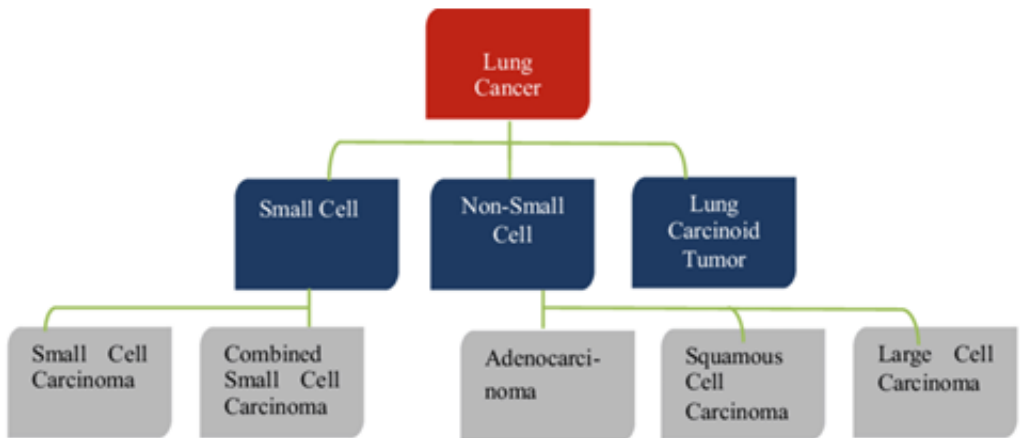 Lung
Cancer
Small Cell
Non-Small
Cell
Lung
Carcinoid
Tumor
Small Cell
Carcinoma
Combined
Small Cell
Carcinoma
Adenocarci-
noma
Squamous
Cell
Carcinoma
Large Cell
Carcinoma